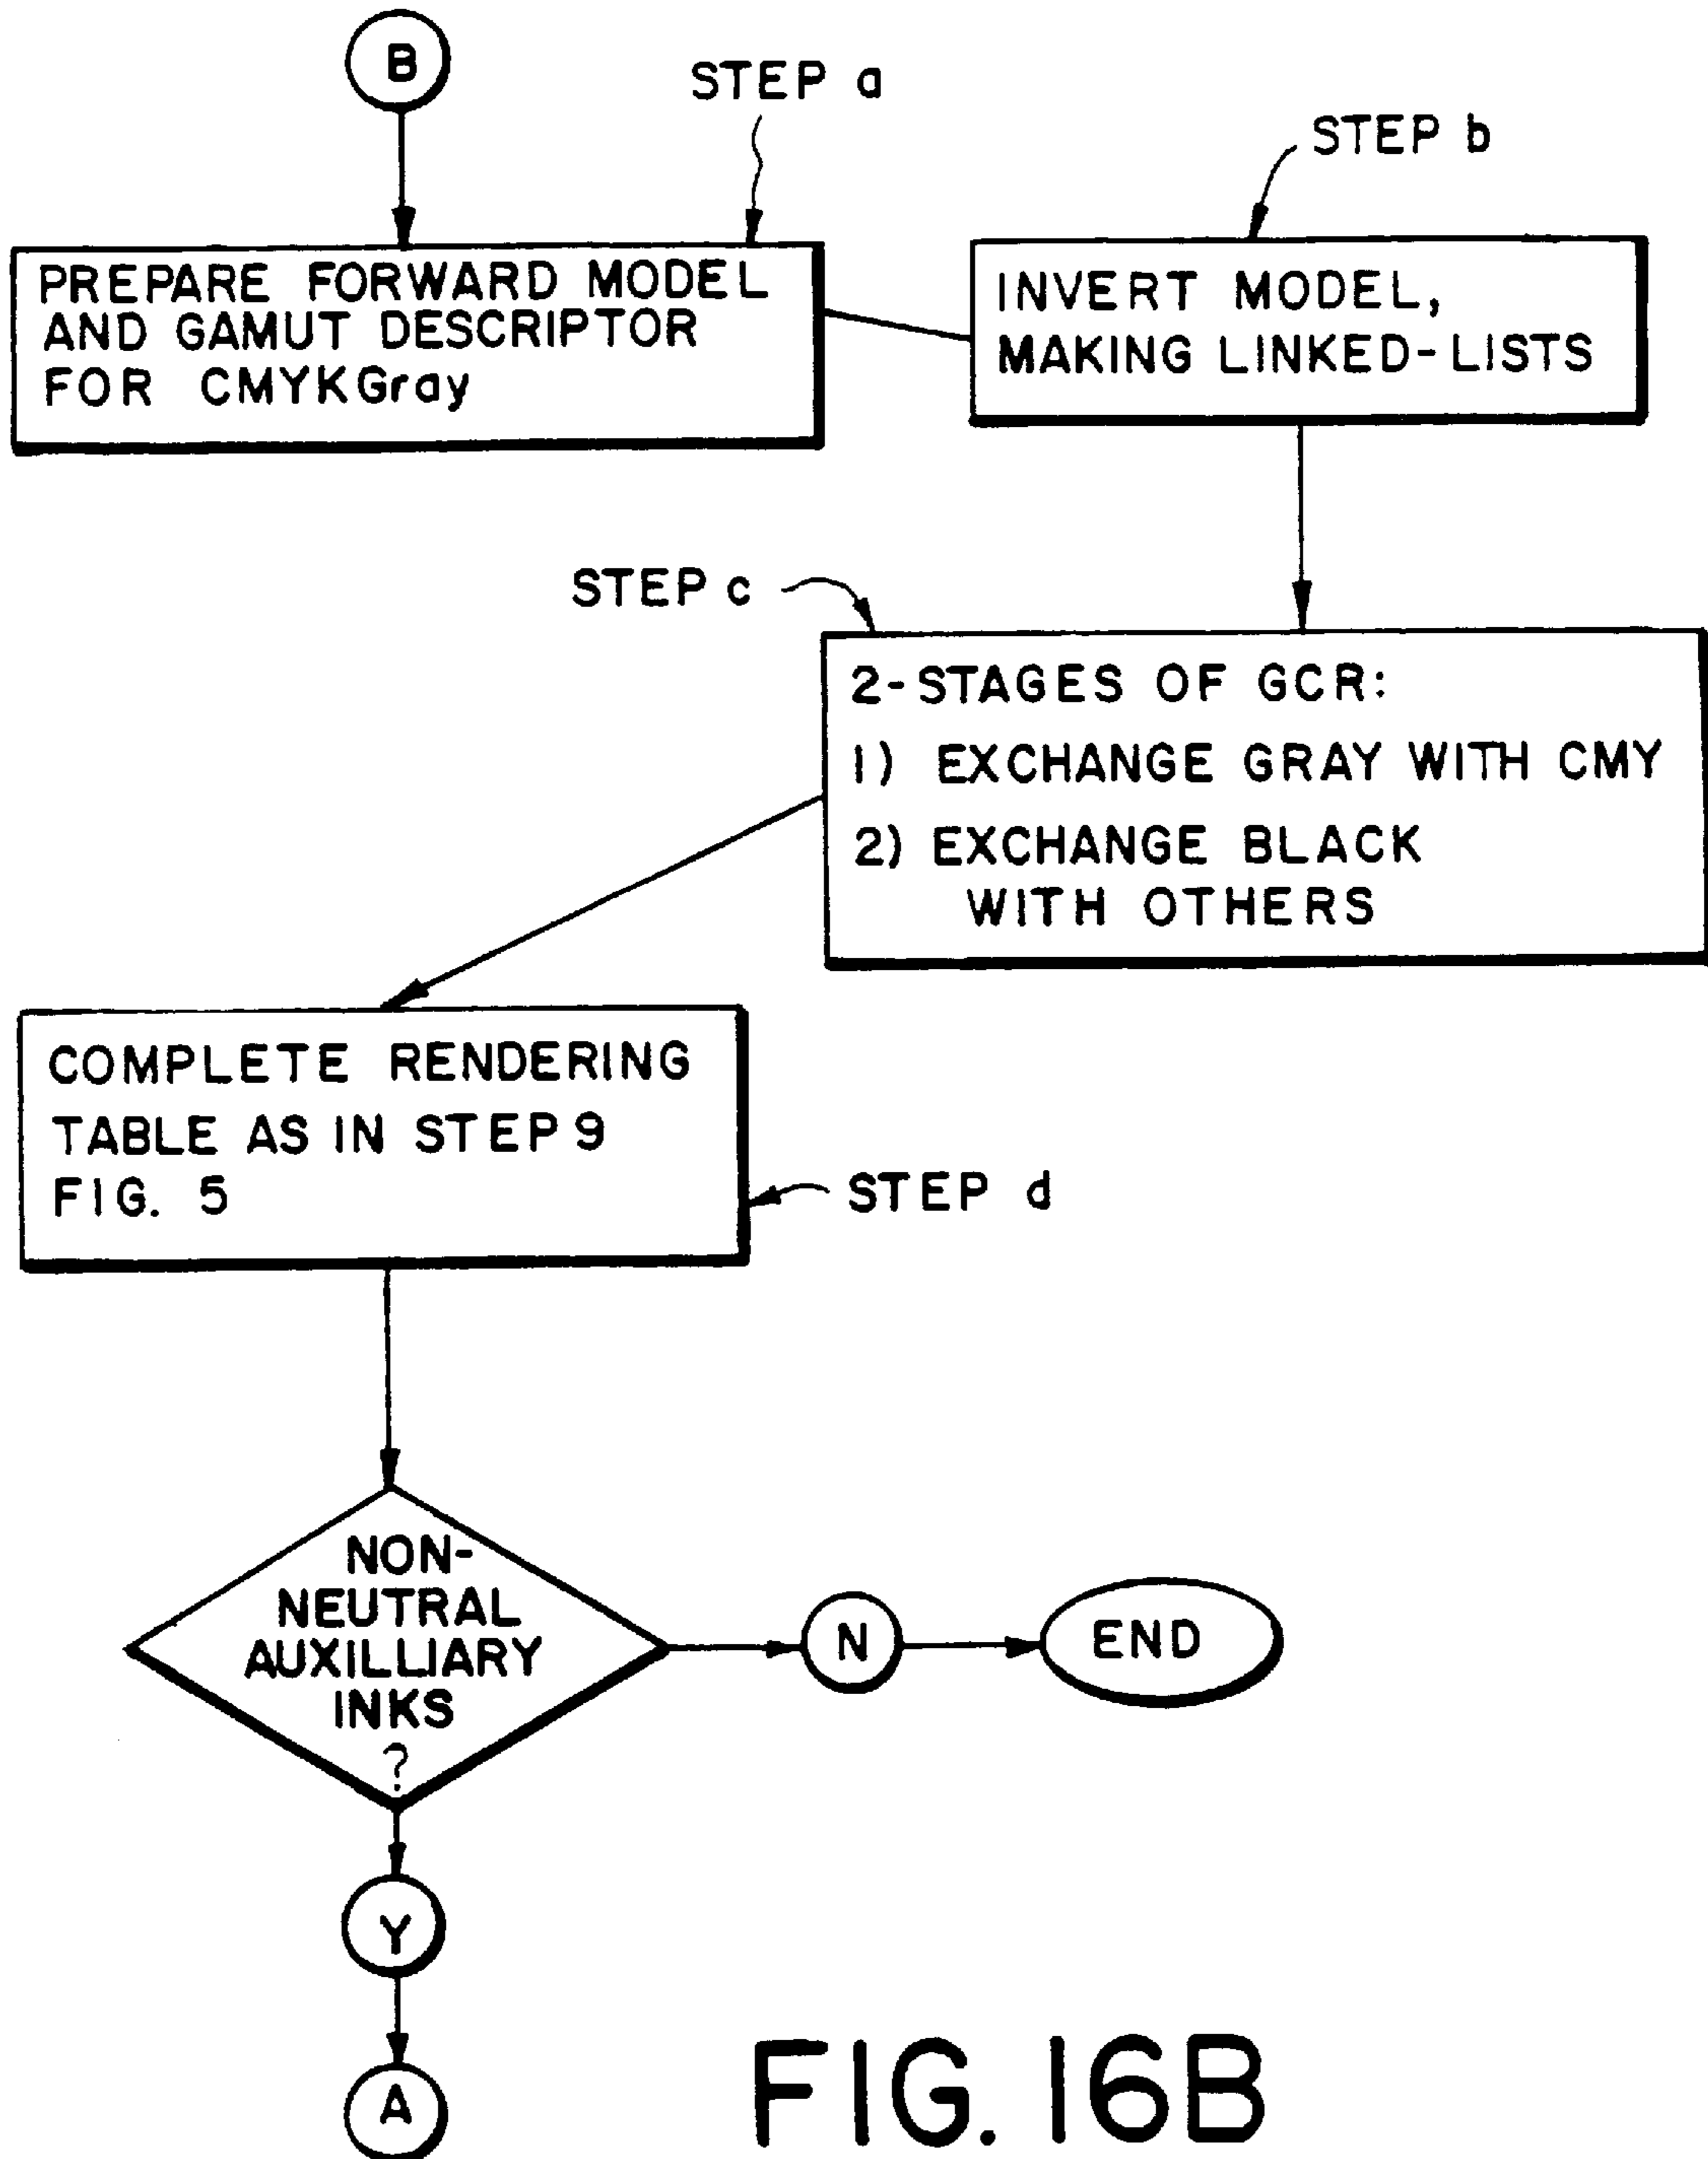 B
STEP a
STEP b
PREPARE FORWARD MODEL
AND GAMUT DESCRIPTOR
FOR CMYKGray
INVERT MODEL,
MAKING LINKED-LISTS
STEP c
2-STAGES OF GCR:
1) EXCHANGE GRAY WITH CMY
2) EXCHANGE BLACK
WITH OTHERS
COMPLETE RENDERING
TABLE AS IN STEP 9
FIG. 5
STEP d
NON-
NEUTRAL
AUXILLIARY
INKS
?
N
END
Y
A
FIG. 16B